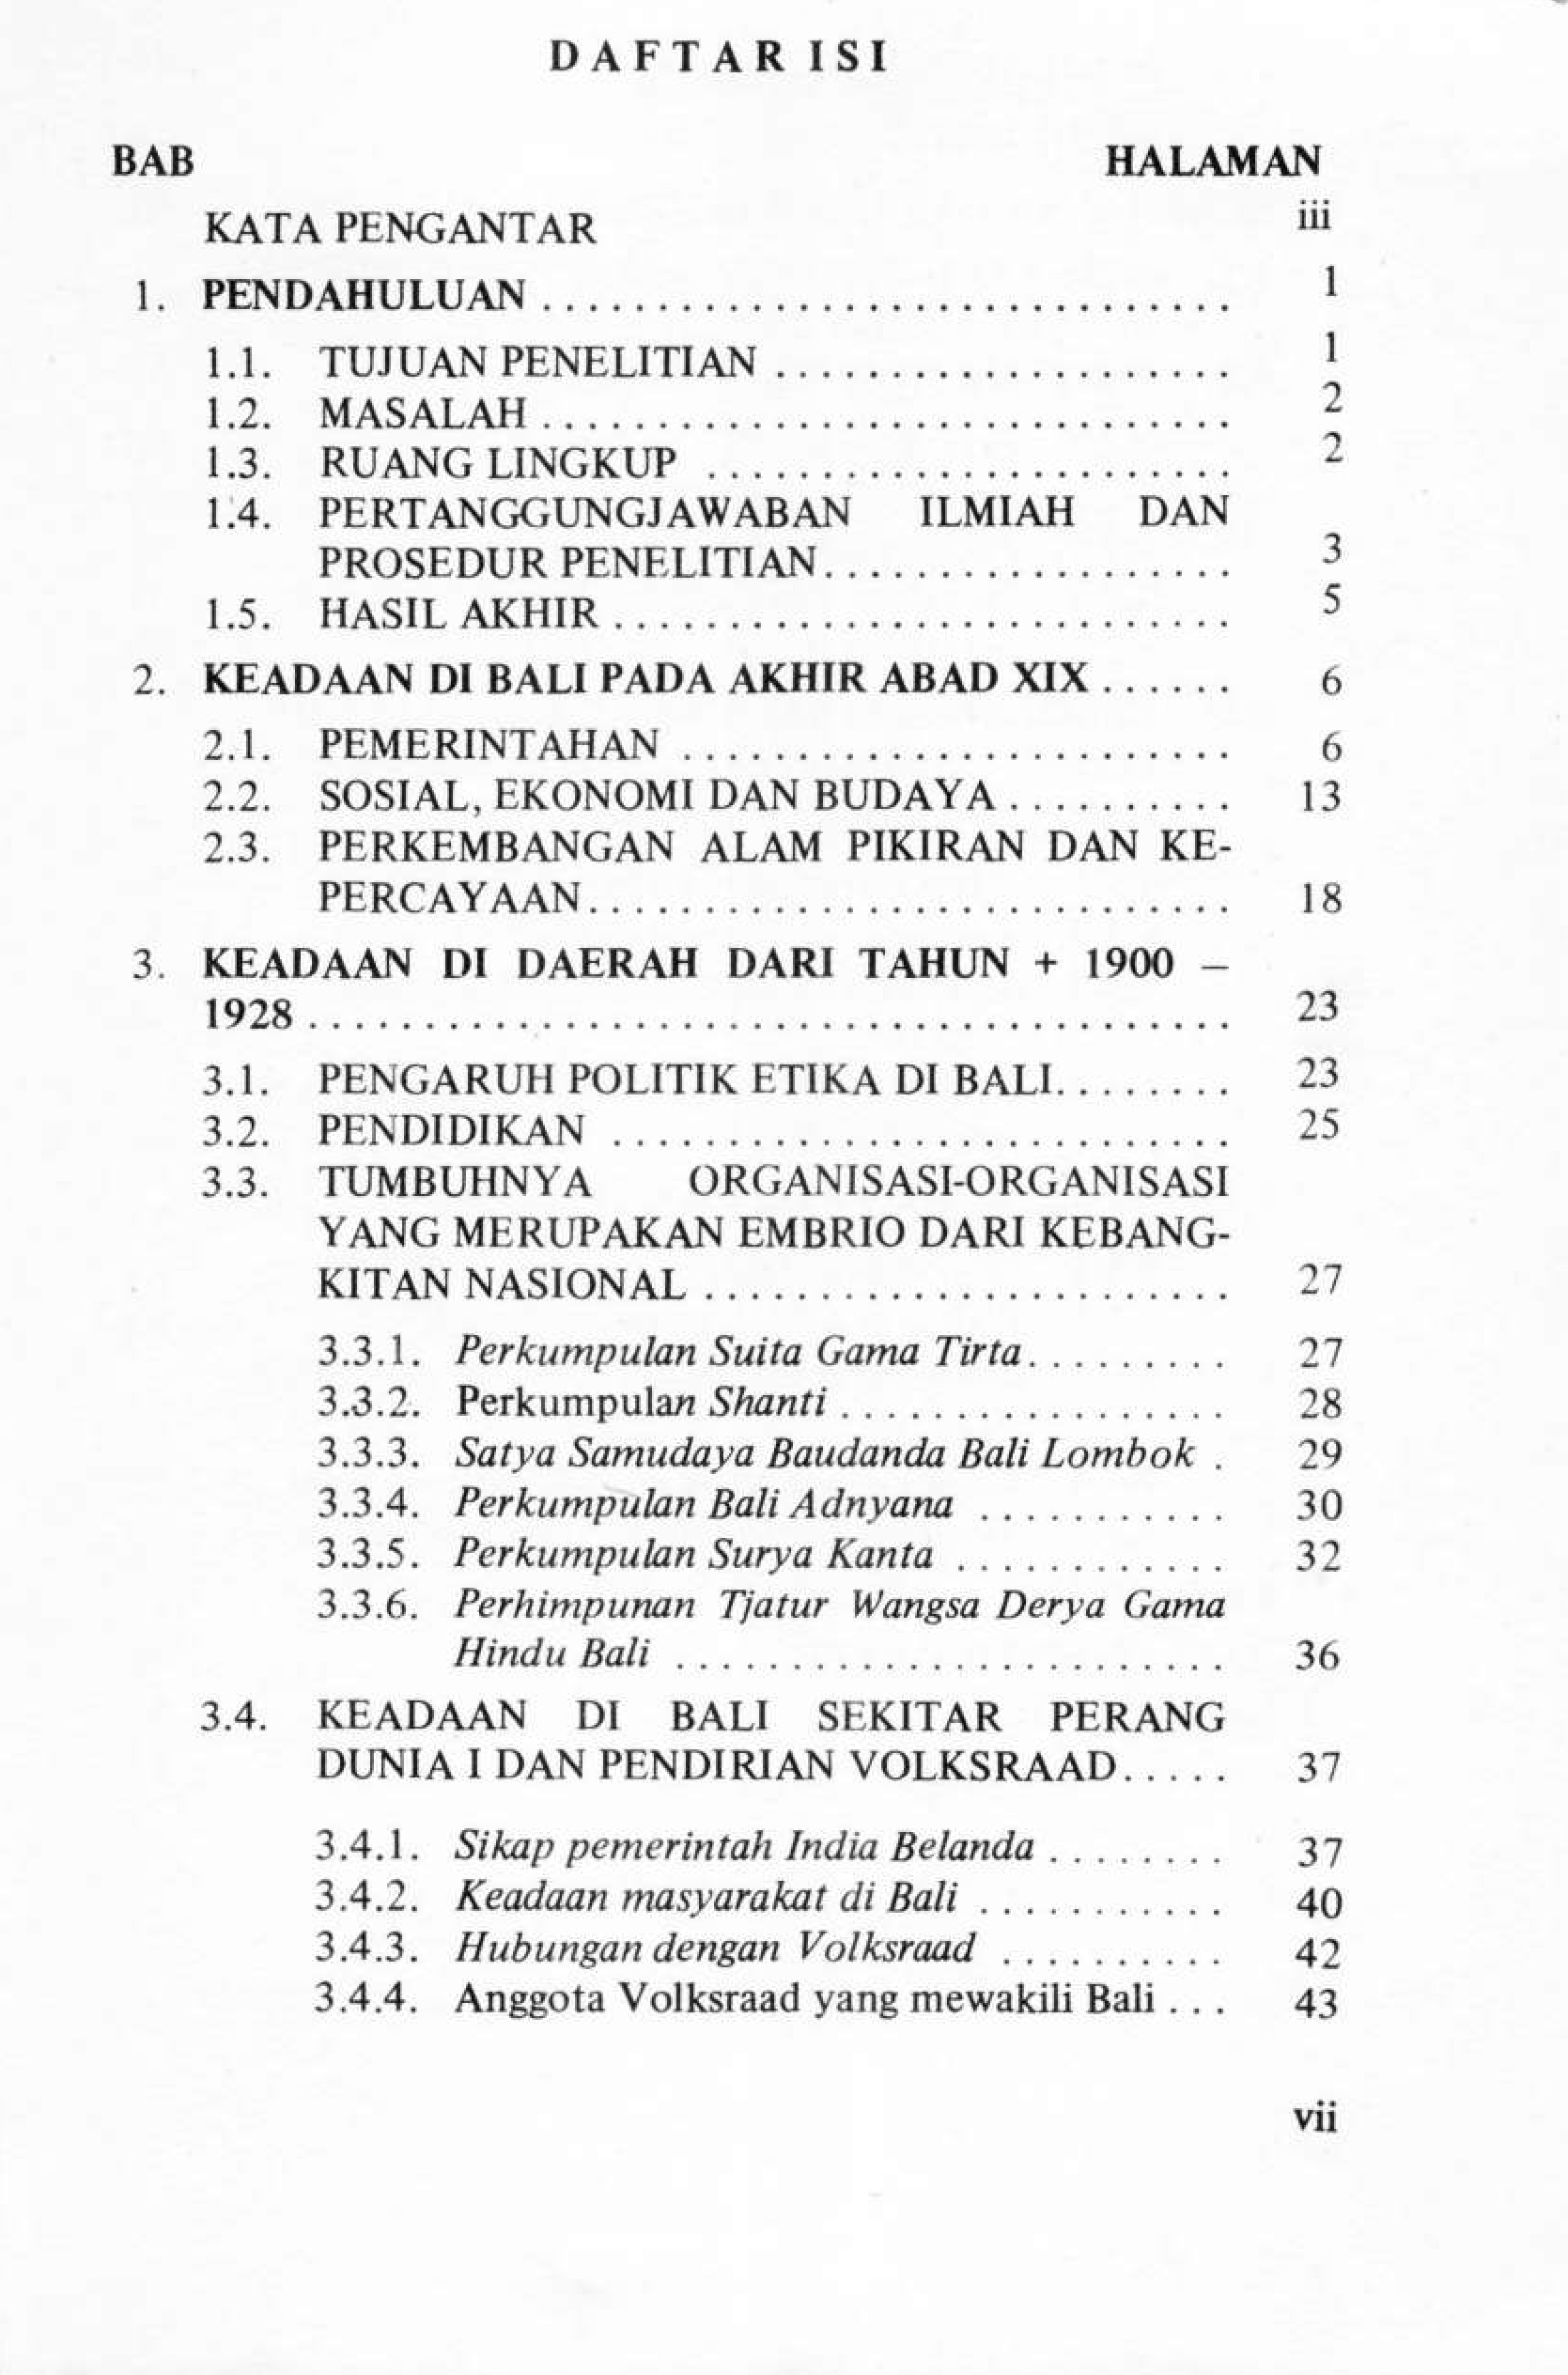 DAFTAR ISI
BAB HALAMAN
KATA PENGANTAR iii
1. PENDAHULUAN . . . . . . . . . . . . . . . . . . . . . . . . . . . . . . 1
1.1. TUJUAN PENELITIAN . . . . . . . . . . . . . . . . . . . . 1
1.2. MASALAH . . . . . . . . . . . . . . . . . . . . . . . . . . . . . . 2
1.3. RUANG LINGKUP . . . . . . . . . . . . . . . . . . . . . . . 2
1.4. PERTANGGUNGJAWABAN ILMIAH DAN
PROSEDUR PENELITIAN . . . . . . . . . . . . . . . . . . 3
1.5. HASIL AKHIR . . . . . . . . . . . . . . . . . . . . . . . . . . . 5
2. KEADAAN DI BALI PADA AKHIR ABAD XIX . . . . . . 6
2.1. PEMERINTAHAN . . . . . . . . . . . . . . . . . . . . . . . . 6
2.2. SOSIAL, EKONOMI DAN BUDAYA . . . . . . . . . . 13
2.3. PERKEMBANGAN ALAM PIKIRAN DAN KE-
PERCAYAAN . . . . . . . . . . . . . . . . . . . . . . . . . . . . 18
3. KEADAAN DI DAERAH DARI TAHUN + 1900 –
1928 . . . . . . . . . . . . . . . . . . . . . . . . . . . . . . . . . . . . . . . . 23
3.1. PENGARUH POLITIK ETIKA DI BALI . . . . . . . . 23
3.2. PENDIDIKAN . . . . . . . . . . . . . . . . . . . . . . . . . . . 25
3.3. TUMBUHNYA ORGANISASI-ORGANISASI
YANG MERUPAKAN EMBRIO DARI KEBANG-
KITAN NASIONAL . . . . . . . . . . . . . . . . . . . . . . . 27
3.3.1. Perkumpulan Suita Gama Tirta . . . . . . . . . 27
3.3.2. Perkumpulan Shanti . . . . . . . . . . . . . . . . . 28
3.3.3. Satya Samudaya Baudanda Bali Lombok . 29
3.3.4. Perkumpulan Bali Adnyana . . . . . . . . . . . 30
3.3.5. Perkumpulan Surya Kanta . . . . . . . . . . . . 32
3.3.6. Perhimpunan Tjatur Wangsa Derya Gama
Hindu Bali . . . . . . . . . . . . . . . . . . . . . . . . 36
3.4. KEADAAN DI BALI SEKITAR PERANG
DUNIA I DAN PENDIRIAN VOLKSRAAD . . . . . 37
3.4.1. Sikap pemerintah India Belanda . . . . . . . . 37
3.4.2. Keadaan masyarakat di Bali . . . . . . . . . . . 40
3.4.3. Hubungan dengan Volksraad . . . . . . . . . . 42
3.4.4. Anggota Volksraad yang mewakili Bali . . . 43
vii